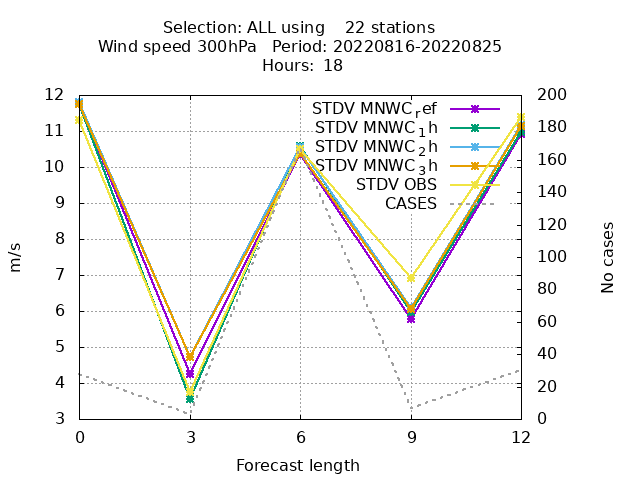 Selection: ALL using 22 stations
Wind speed 300hPa Period: 20220816-20220825
Hours: 18
STDV MNWC_ref
STDV MNWC_1h
STDV MNWC_2h
STDV MNWC_3h
STDV OBS
CASES
m/s
12
11
10
9
8
7
6
5
4
3
200
180
160
140
120
100
80
60
40
20
0
No cases
0 3 6 9 12
Forecast length